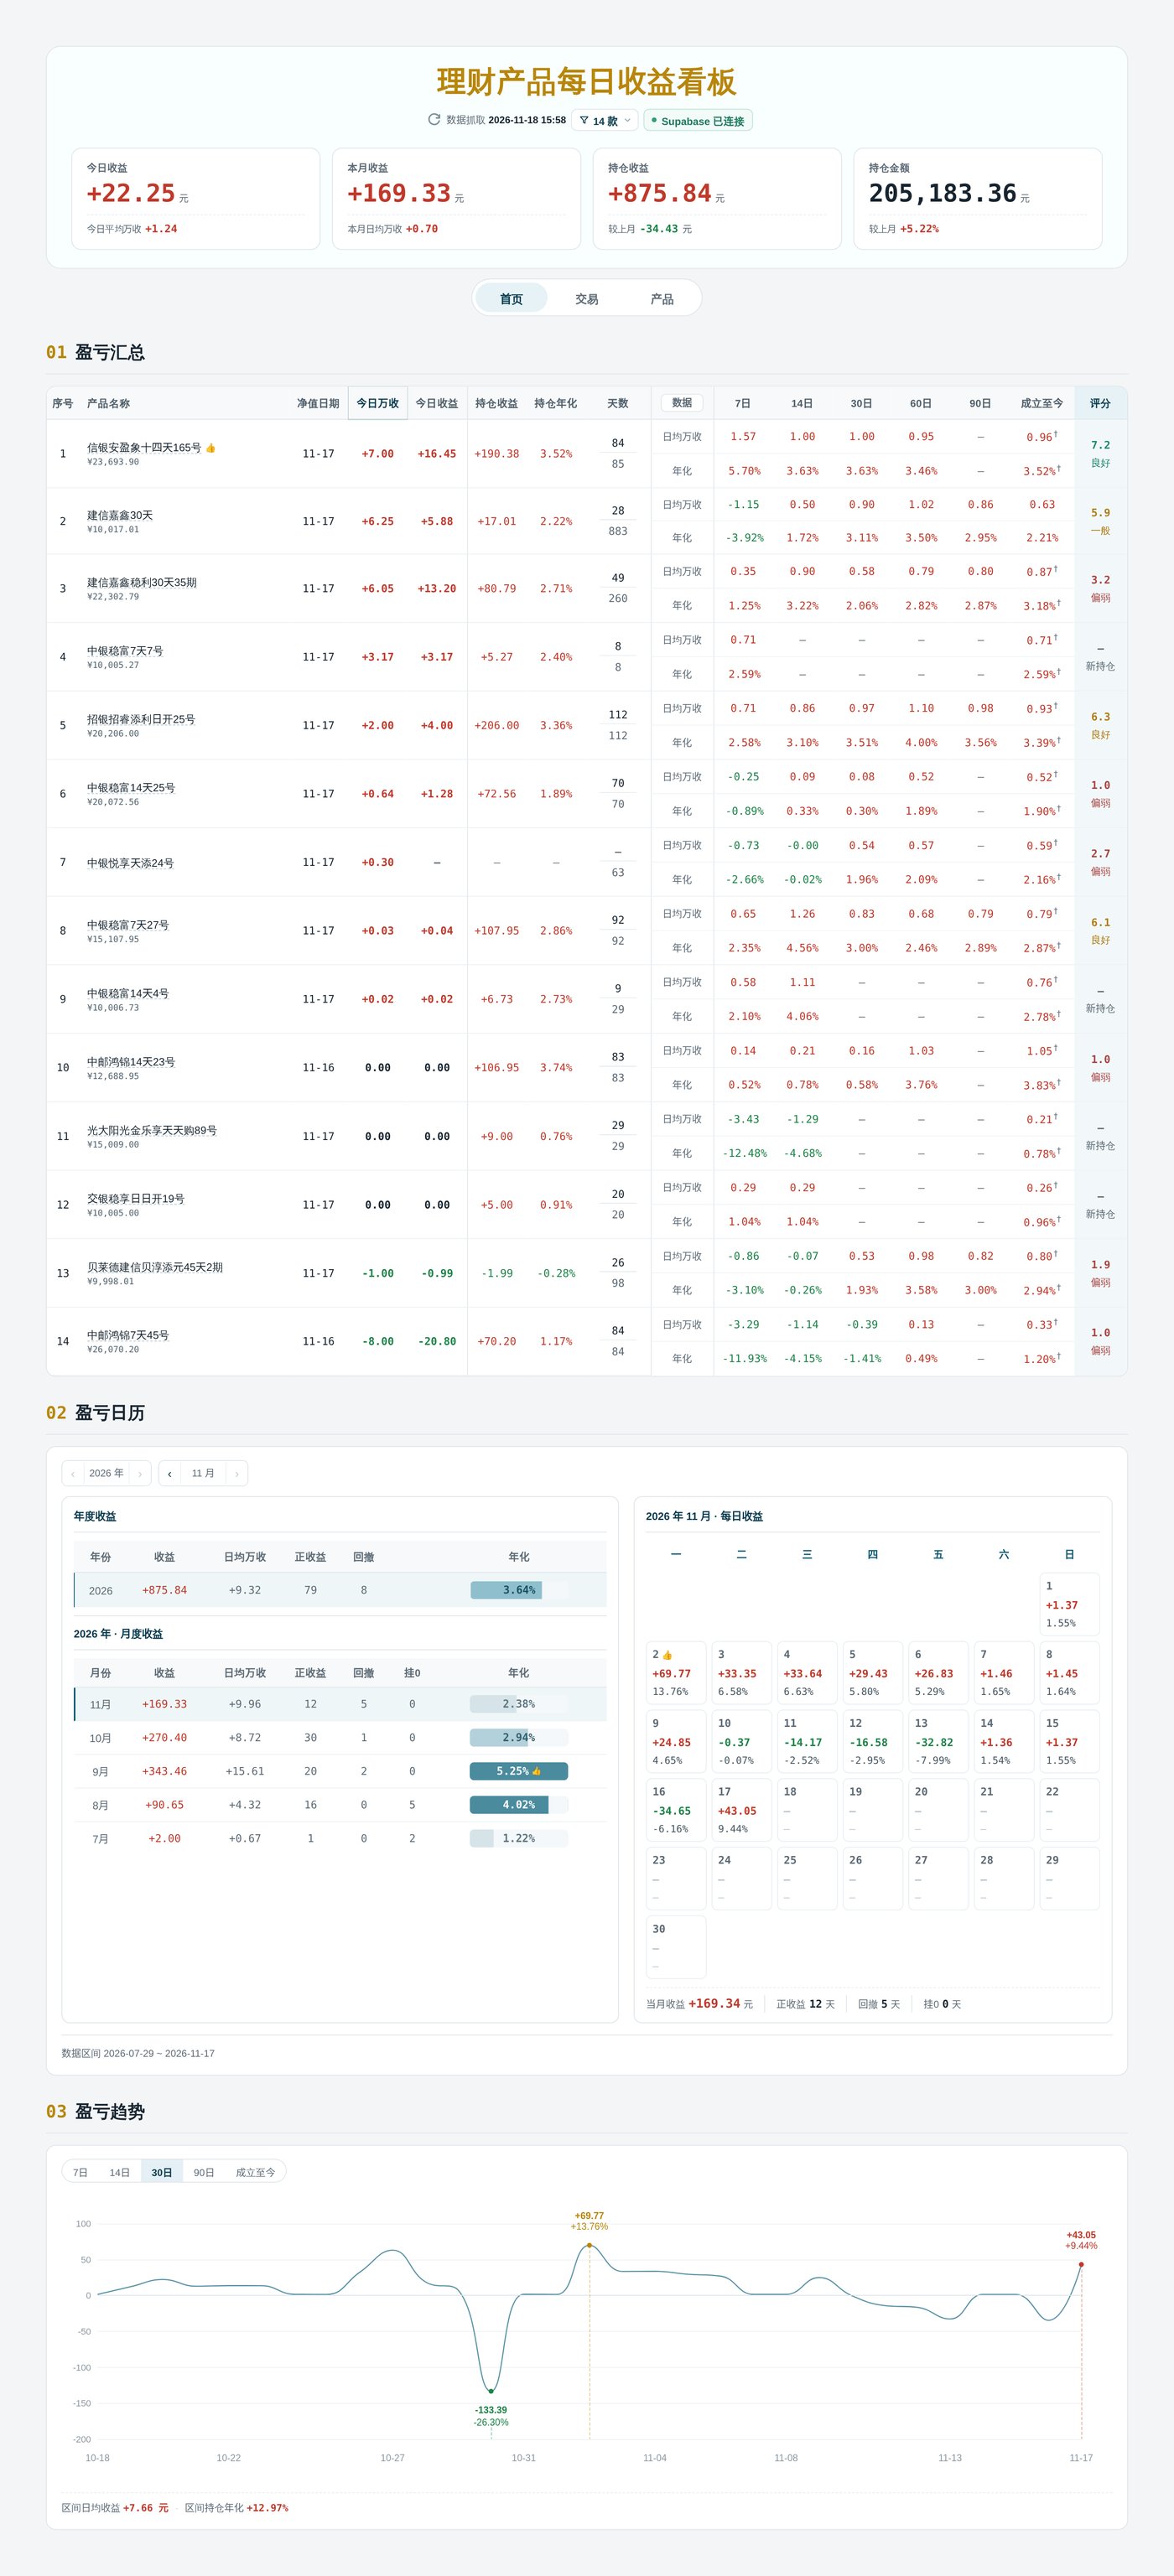 理财产品每日收益看板
数据抓取 2026-11-18 15:58 14 款 Supabase 已连接
今日收益 本月收益 持仓收益 持仓金额
+22.25 元 +169.33 元 +875.84 元 205,183.36 元
今日平均万收 +1.24 本月日均万收 +0.70 较上月 -34.43 元 较上月 +5.22%
首页 交易 产品
01 盈亏汇总
序号 产品名称 净值日期 今日万收 今日收益 持仓收益 持仓年化 天数 数据 7日 14日 30日 60日 90日 成立至今 评分
1 信银安盈象十四天165号 👍 ¥23,693.90 11-17 +7.00 +16.45 +190.38 3.52% 84 85
日均万收 1.57 1.00 1.00 0.95 — 0.96† 7.2
年化 5.70% 3.63% 3.63% 3.46% — 3.52%† 良好
2 建信嘉鑫30天 ¥10,017.01 11-17 +6.25 +5.88 +17.01 2.22% 28 883
日均万收 -1.15 0.50 0.90 1.02 0.86 0.63 5.9
年化 -3.92% 1.72% 3.11% 3.50% 2.95% 2.21% 一般
3 建信嘉鑫稳利30天35期 ¥22,302.79 11-17 +6.05 +13.20 +80.79 2.71% 49 260
日均万收 0.35 0.90 0.58 0.79 0.80 0.87† 3.2
年化 1.25% 3.22% 2.06% 2.82% 2.87% 3.18%† 偏弱
4 中银稳富7天7号 ¥10,005.27 11-17 +3.17 +3.17 +5.27 2.40% 8 8
日均万收 0.71 — — — — 0.71† —
年化 2.59% — — — — 2.59%† 新持仓
5 招银招睿添利日开25号 ¥20,206.00 11-17 +2.00 +4.00 +206.00 3.36% 112 112
日均万收 0.71 0.86 0.97 1.10 0.98 0.93† 6.3
年化 2.58% 3.10% 3.51% 4.00% 3.56% 3.39%† 良好
6 中银稳富14天25号 ¥20,072.56 11-17 +0.64 +1.28 +72.56 1.89% 70 70
日均万收 -0.25 0.09 0.08 0.52 — 0.52† 1.0
年化 -0.89% 0.33% 0.30% 1.89% — 1.90%† 偏弱
7 中银悦享天添24号 11-17 +0.30 — — — — 63
日均万收 -0.73 -0.00 0.54 0.57 — 0.59† 2.7
年化 -2.66% -0.02% 1.96% 2.09% — 2.16%† 偏弱
8 中银稳富7天27号 ¥15,107.95 11-17 +0.03 +0.04 +107.95 2.86% 92 92
日均万收 0.65 1.26 0.83 0.68 0.79 0.79† 6.1
年化 2.35% 4.56% 3.00% 2.46% 2.89% 2.87%† 良好
9 中银稳富14天4号 ¥10,006.73 11-17 +0.02 +0.02 +6.73 2.73% 9 29
日均万收 0.58 1.11 — — — 0.76† —
年化 2.10% 4.06% — — — 2.78%† 新持仓
10 中邮鸿锦14天23号 ¥12,688.95 11-16 0.00 0.00 +106.95 3.74% 83 83
日均万收 0.14 0.21 0.16 1.03 — 1.05† 1.0
年化 0.52% 0.78% 0.58% 3.76% — 3.83%† 偏弱
11 光大阳光金乐享天天购89号 ¥15,009.00 11-17 0.00 0.00 +9.00 0.76% 29 29
日均万收 -3.43 -1.29 — — — 0.21† —
年化 -12.48% -4.68% — — — 0.78%† 新持仓
12 交银稳享日日开19号 ¥10,005.00 11-17 0.00 0.00 +5.00 0.91% 20 20
日均万收 0.29 0.29 — — — 0.26† —
年化 1.04% 1.04% — — — 0.96%† 新持仓
13 贝莱德建信贝淳添元45天2期 ¥9,998.01 11-17 -1.00 -0.99 -1.99 -0.28% 26 98
日均万收 -0.86 -0.07 0.53 0.98 0.82 0.80† 1.9
年化 -3.10% -0.26% 1.93% 3.58% 3.00% 2.94%† 偏弱
14 中邮鸿锦7天45号 ¥26,070.20 11-16 -8.00 -20.80 +70.20 1.17% 84 84
日均万收 -3.29 -1.14 -0.39 0.13 — 0.33† 1.0
年化 -11.93% -4.15% -1.41% 0.49% — 1.20%† 偏弱
02 盈亏日历
‹ 2026 年 › ‹ 11 月 ›
年度收益
年份 收益 日均万收 正收益 回撤 年化
2026 +875.84 +9.32 79 8 3.64%
2026 年 · 月度收益
月份 收益 日均万收 正收益 回撤 挂0 年化
11月 +169.33 +9.96 12 5 0 2.38%
10月 +270.40 +8.72 30 1 0 2.94%
9月 +343.46 +15.61 20 2 0 5.25% 👍
8月 +90.65 +4.32 16 0 5 4.02%
7月 +2.00 +0.67 1 0 2 1.22%
2026 年 11 月 · 每日收益
一 二 三 四 五 六 日
1
+1.37
1.55%
2 👍 3 4 5 6 7 8
+69.77 +33.35 +33.64 +29.43 +26.83 +1.46 +1.45
13.76% 6.58% 6.63% 5.80% 5.29% 1.65% 1.64%
9 10 11 12 13 14 15
+24.85 -0.37 -14.17 -16.58 -32.82 +1.36 +1.37
4.65% -0.07% -2.52% -2.95% -7.99% 1.54% 1.55%
16 17 18 19 20 21 22
-34.65 +43.05 — — — — —
-6.16% 9.44% — — — — —
23 24 25 26 27 28 29
— — — — — — —
— — — — — — —
30
—
—
当月收益 +169.34 元 正收益 12 天 回撤 5 天 挂0 0 天
数据区间 2026-07-29 ~ 2026-11-17
03 盈亏趋势
7日 14日 30日 90日 成立至今
+69.77
+13.76%
+43.05
+9.44%
100
50
0
-50
-100
-150
-200
-133.39
-26.30%
10-18 10-22 10-27 10-31 11-04 11-08 11-13 11-17
区间日均收益 +7.66 元 · 区间持仓年化 +12.97%